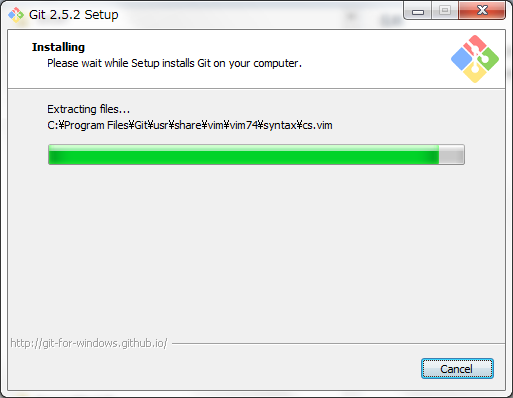 Git 2.5.2 Setup
Installing
Please wait while Setup installs Git on your computer.
Extracting files...
C:¥Program Files¥Git¥usr¥share¥vim¥vim74¥syntax¥cs.vim
http://git-for-windows.github.io/
Cancel